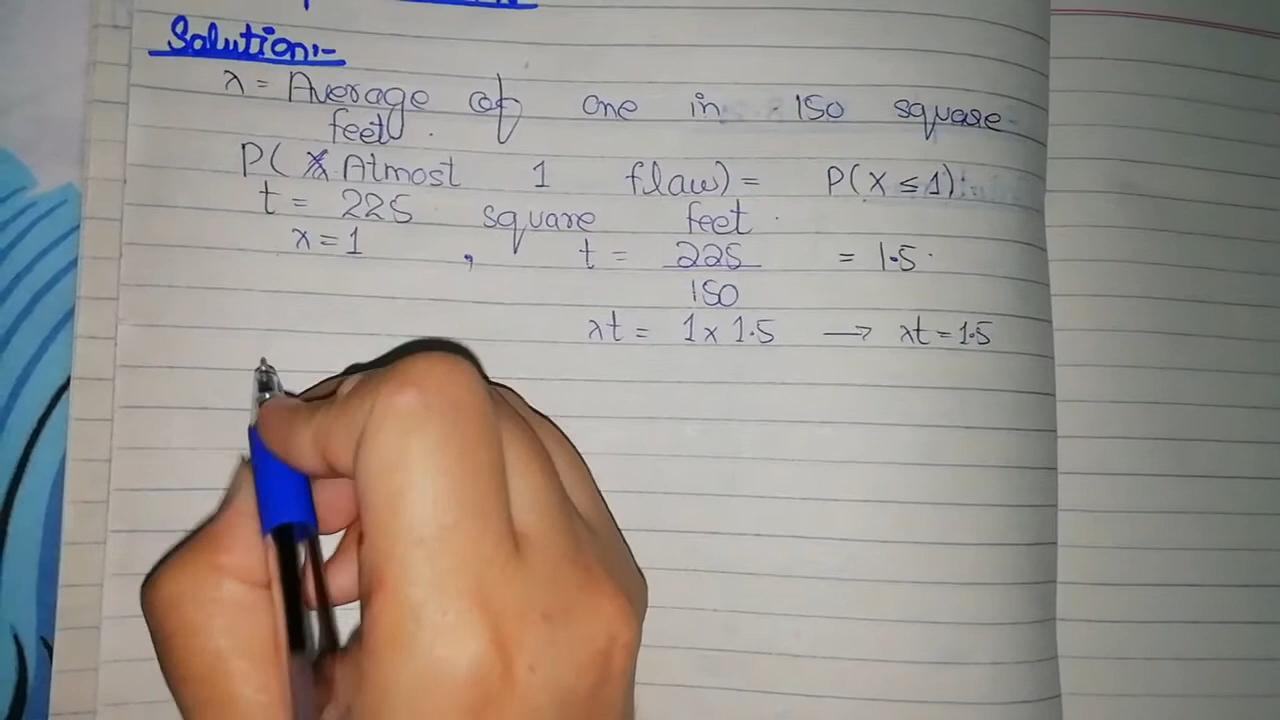 Solution:-
λ = Average of one in 150 square
feet.
P( Atmost 1 flaw) = P(X ≤ 1):
t = 225 square feet.
x = 1 , t = 225 = 1.5.
150
λt = 1 x 1.5 → λt = 1.5